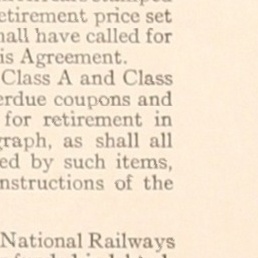 etirement price set
hall have called for
is Agreement.
Class A and Class
erdue coupons and
for retirement in
graph, as shall all
ed by such items,
nstructions of the
National Railways